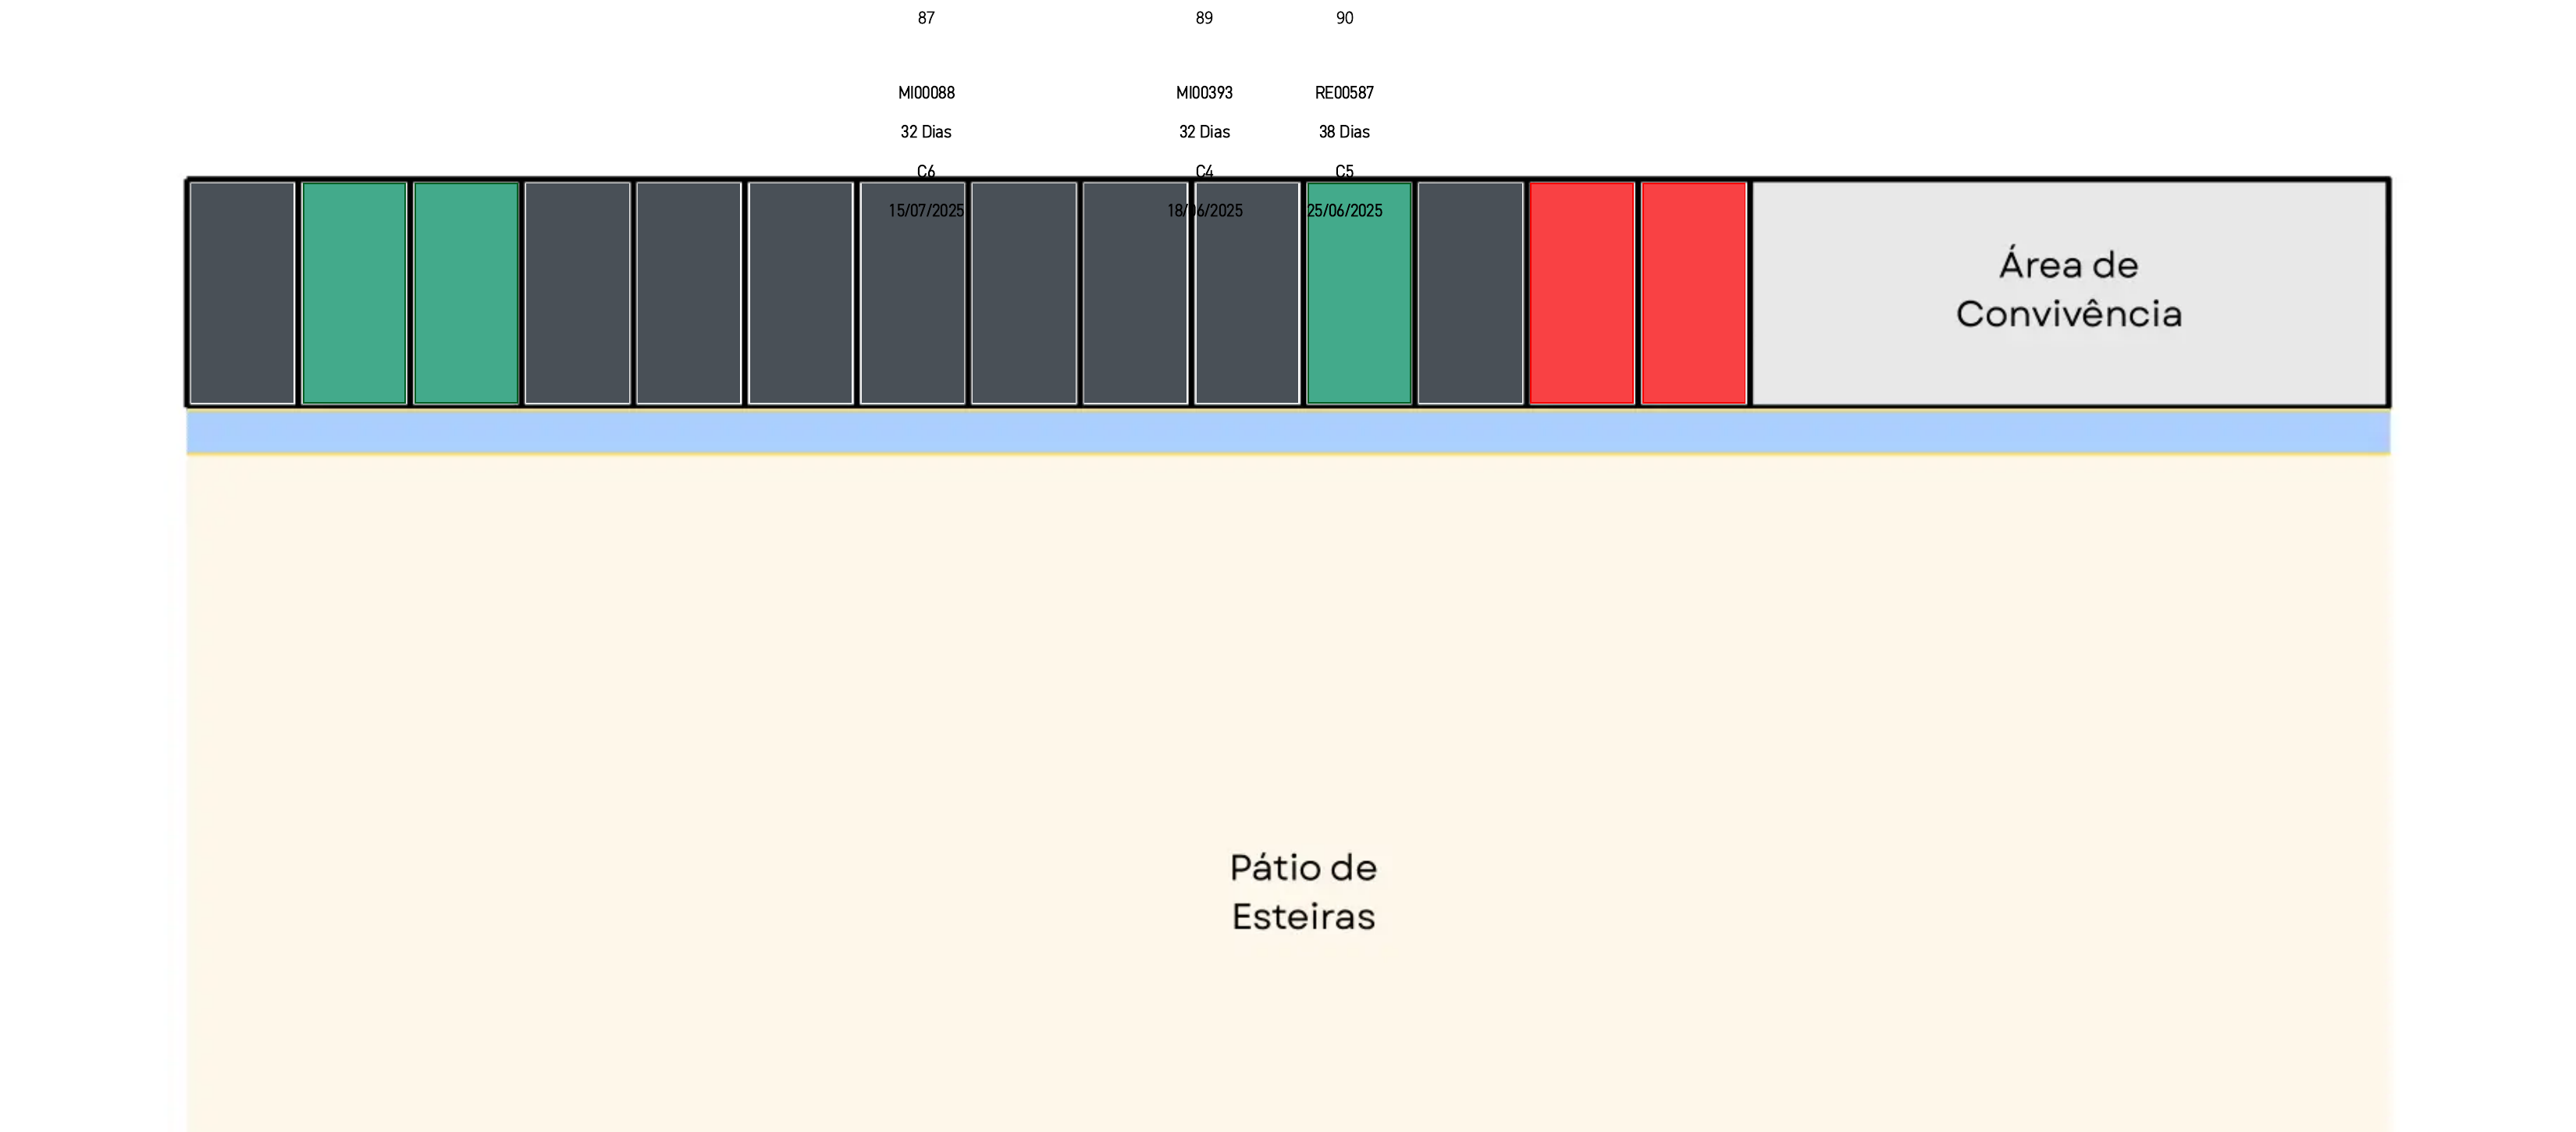 87
MI00088
32 Dias
C6
15/07/2025
89
MI00393
32 Dias
C4
18/06/2025
90
RE00587
38 Dias
C5
25/06/2025
Área de
Convivência
Pátio de
Esteiras